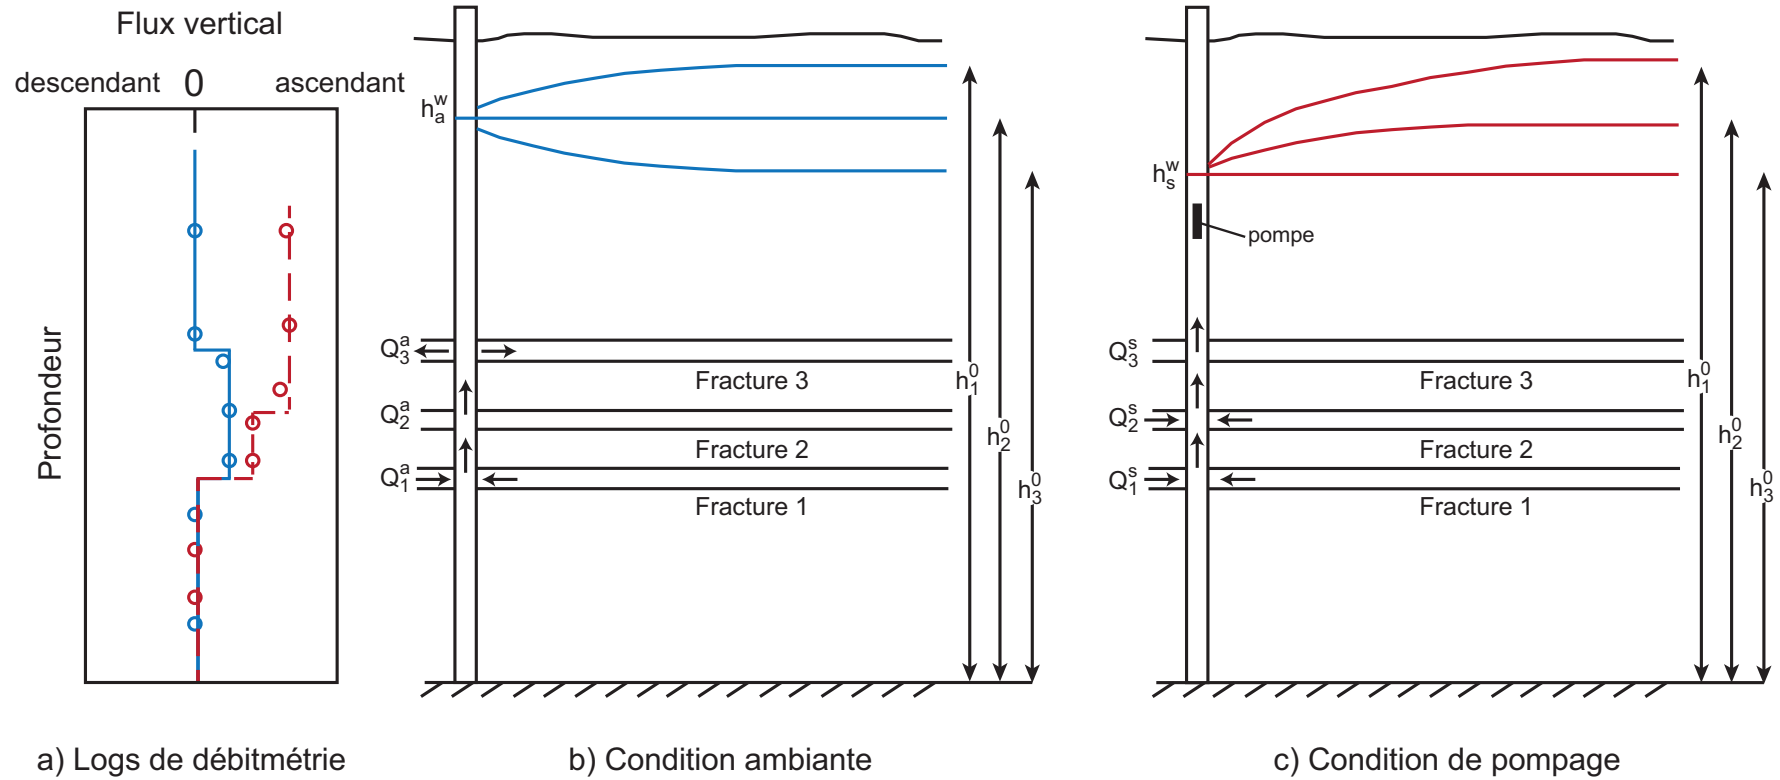 Flux vertical
descendant 0 ascendant
Profondeur
a) Logs de débitmétrie
h_a^w
Q_3^a
Fracture 3
Q_2^a
Fracture 2
Q_1^a
Fracture 1
h_1^0
h_2^0
h_3^0
b) Condition ambiante
h_s^w
pompe
Q_3^s
Fracture 3
Q_2^s
Fracture 2
Q_1^s
Fracture 1
h_1^0
h_2^0
h_3^0
c) Condition de pompage